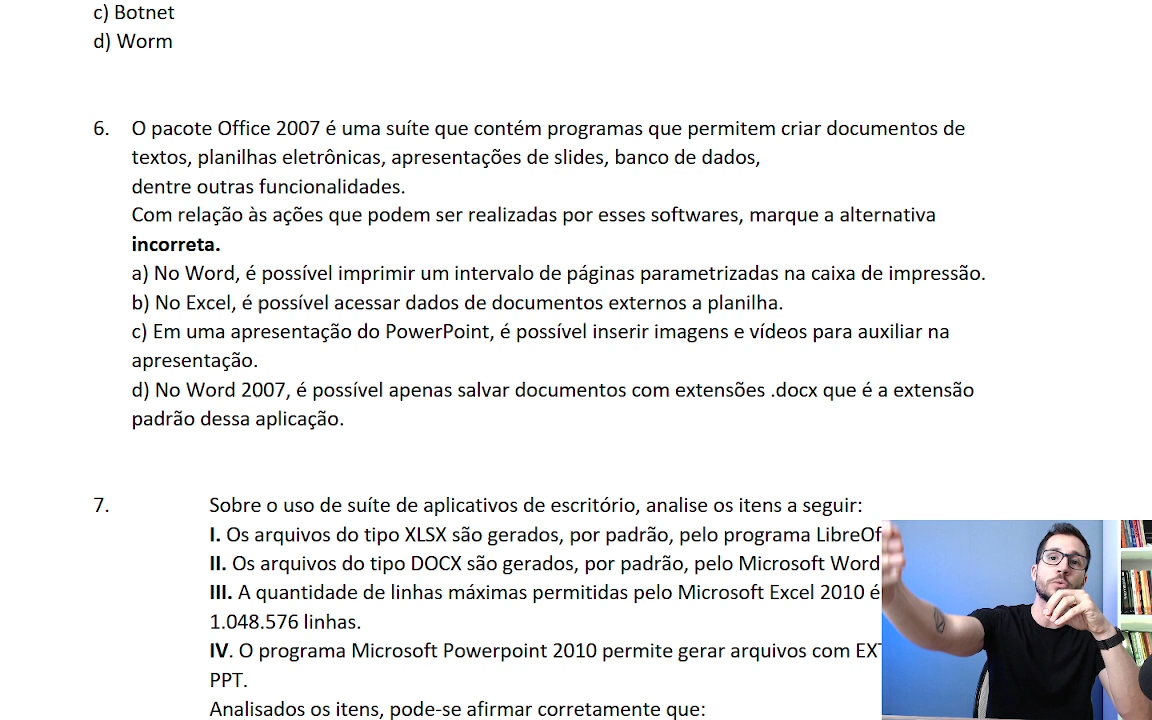 c) Botnet
d) Worm
6. O pacote Office 2007 é uma suíte que contém programas que permitem criar documentos de
textos, planilhas eletrônicas, apresentações de slides, banco de dados,
dentre outras funcionalidades.
Com relação às ações que podem ser realizadas por esses softwares, marque a alternativa
incorreta.
a) No Word, é possível imprimir um intervalo de páginas parametrizadas na caixa de impressão.
b) No Excel, é possível acessar dados de documentos externos a planilha.
c) Em uma apresentação do PowerPoint, é possível inserir imagens e vídeos para auxiliar na
apresentação.
d) No Word 2007, é possível apenas salvar documentos com extensões .docx que é a extensão
padrão dessa aplicação.
7. Sobre o uso de suíte de aplicativos de escritório, analise os itens a seguir:
I. Os arquivos do tipo XLSX são gerados, por padrão, pelo programa LibreOf
II. Os arquivos do tipo DOCX são gerados, por padrão, pelo Microsoft Word
III. A quantidade de linhas máximas permitidas pelo Microsoft Excel 2010 é
1.048.576 linhas.
IV. O programa Microsoft Powerpoint 2010 permite gerar arquivos com EXT
PPT.
Analisados os itens, pode-se afirmar corretamente que: